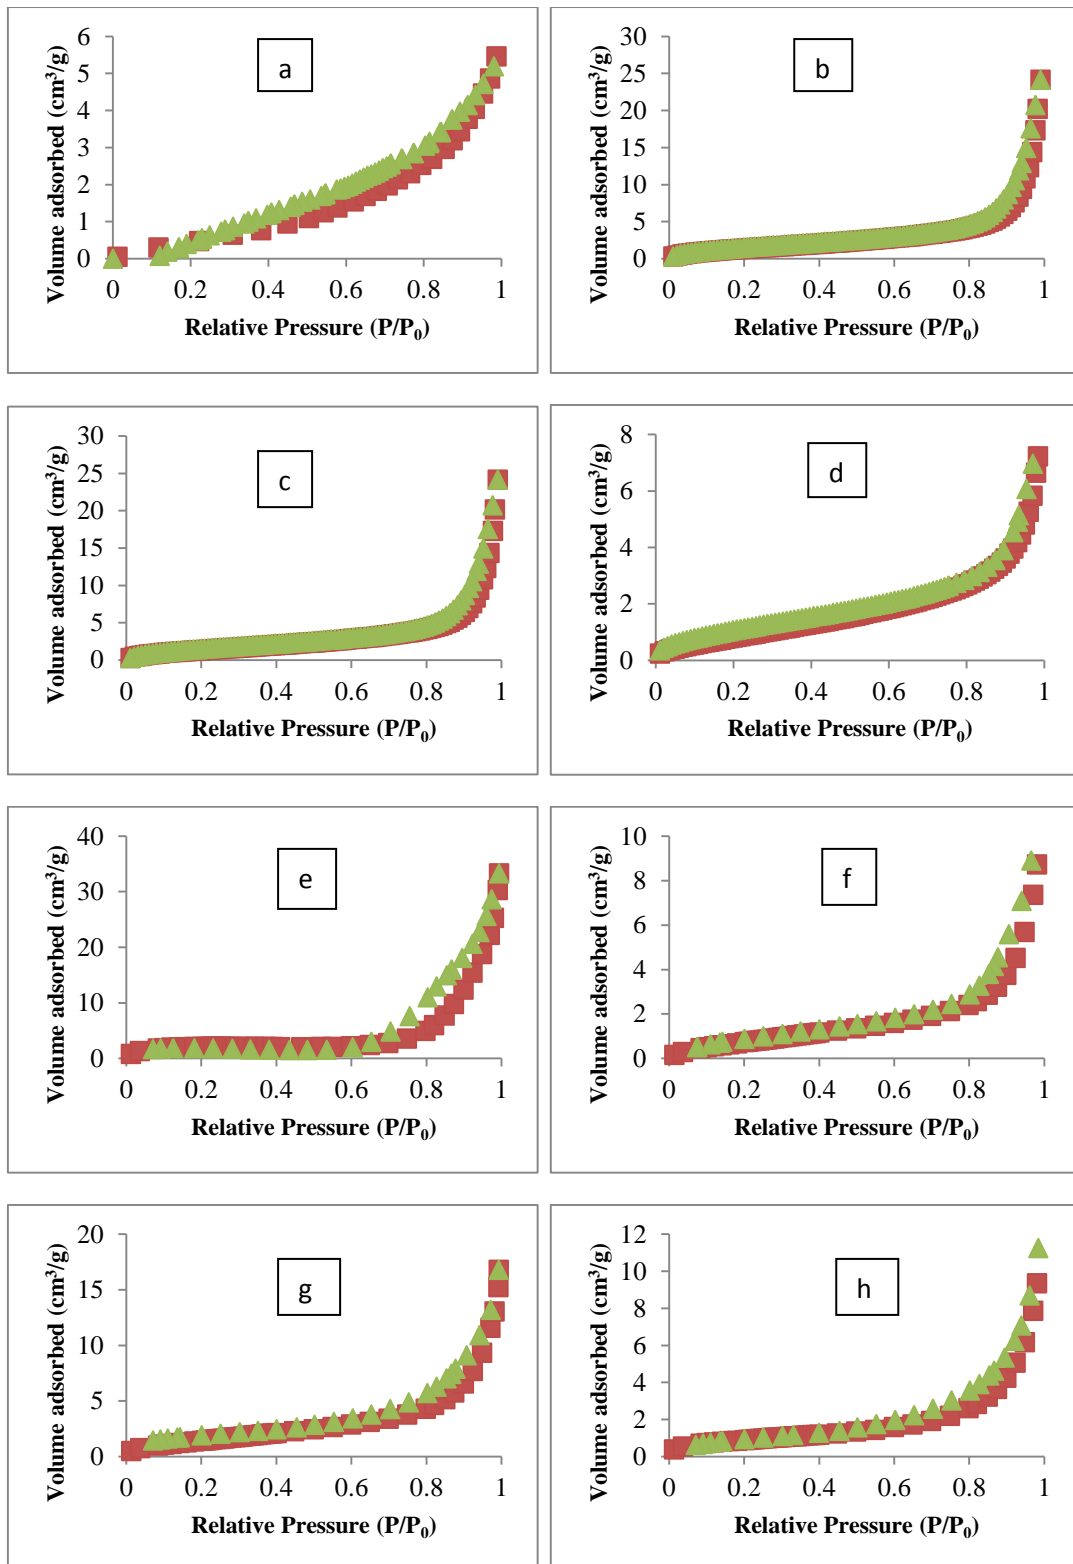 a
Volume adsorbed (cm³/g)
6
5
4
3
2
1
0
0 0.2 0.4 0.6 0.8 1
Relative Pressure (P/P₀)
b
Volume adsorbed (cm³/g)
30
25
20
15
10
5
0
0 0.2 0.4 0.6 0.8 1
Relative Pressure (P/P₀)
c
Volume adsorbed (cm³/g)
30
25
20
15
10
5
0
0 0.2 0.4 0.6 0.8 1
Relative Pressure (P/P₀)
d
Volume adsorbed (cm³/g)
8
6
4
2
0
0 0.2 0.4 0.6 0.8 1
Relative Pressure (P/P₀)
e
Volume adsorbed (cm³/g)
40
30
20
10
0
0 0.2 0.4 0.6 0.8 1
Relative Pressure (P/P₀)
f
Volume adsorbed (cm³/g)
10
8
6
4
2
0
0 0.2 0.4 0.6 0.8 1
Relative Pressure (P/P₀)
g
Volume adsorbed (cm³/g)
20
15
10
5
0
0 0.2 0.4 0.6 0.8 1
Relative Pressure (P/P₀)
h
Volume adsorbed (cm³/g)
12
10
8
6
4
2
0
0 0.2 0.4 0.6 0.8 1
Relative Pressure (P/P₀)